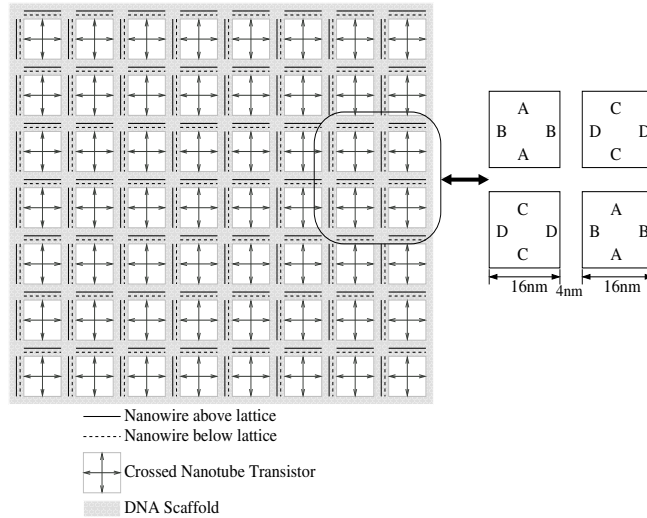 A
B B
A
C
D D
C
C
D D
C
A
B B
A
16nm
4nm
16nm
Nanowire above lattice
Nanowire below lattice
Crossed Nanotube Transistor
DNA Scaffold